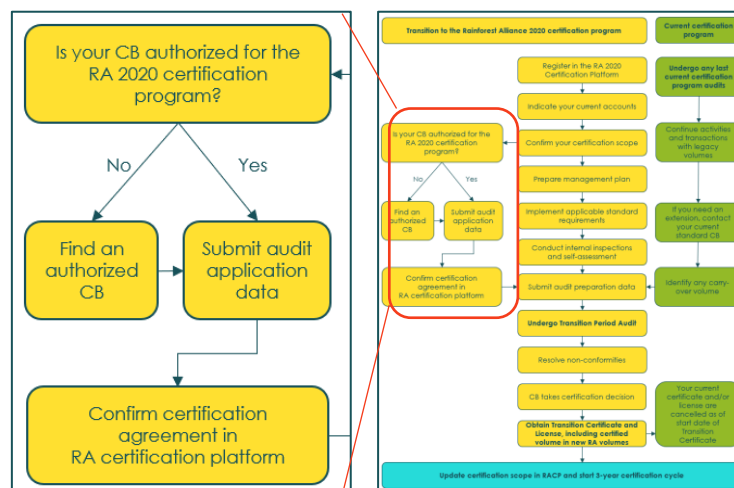 Is your CB authorized for the
RA 2020 certification
program?
No
Yes
Find an
authorized
CB
Submit audit
application
data
Confirm certification
agreement in
RA certification platform
Transition to the Rainforest Alliance 2020 certification program
Current certification
program
Register in the RA 2020
Certification Platform
Undergo any last
current certification
program audits
Indicate your current accounts
Is your CB authorized for the
RA 2020 certification
program?
Confirm your certification scope
Continue activities and
transactions with
legacy volumes
No
Yes
Prepare management plan
Find an
authorized
CB
Submit audit
application
data
Implement applicable standard
requirements
If you need an
extension, contact
your current
standard CB
Conduct internal inspections
and self-assessment
Confirm certification
agreement in
RA certification platform
Submit audit preparation data
Identify any carry-
over volume
Undergo Transition Period Audit
Resolve non-conformities
CB takes certification decision
Your current
certificate and/or
license are
cancelled as of
start date of
Transition
Certificate
Obtain Transition Certificate and
License, including certified
volume in new RA volumes
Update certification scope in RACP and start 3-year certification cycle